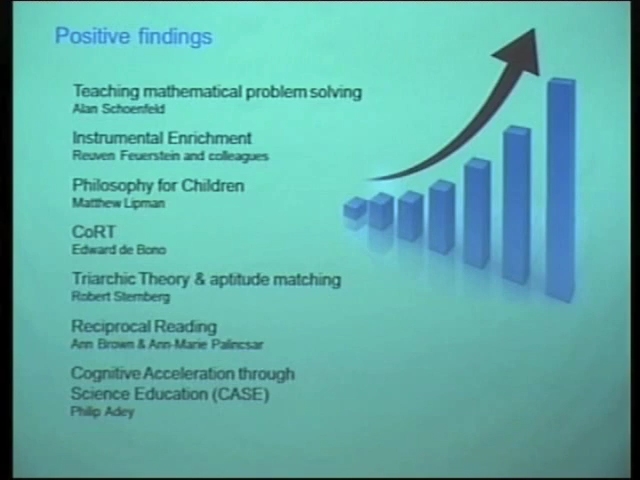 Positive findings
Teaching mathematical problem solving
Alan Schoenfeld
Instrumental Enrichment
Reuven Feuerstein and colleagues
Philosophy for Children
Matthew Lipman
CoRT
Edward de Bono
Triarchic Theory & aptitude matching
Robert Sternberg
Reciprocal Reading
Ann Brown & Ann-Marie Palincsar
Cognitive Acceleration through
Science Education (CASE)
Philip Adey